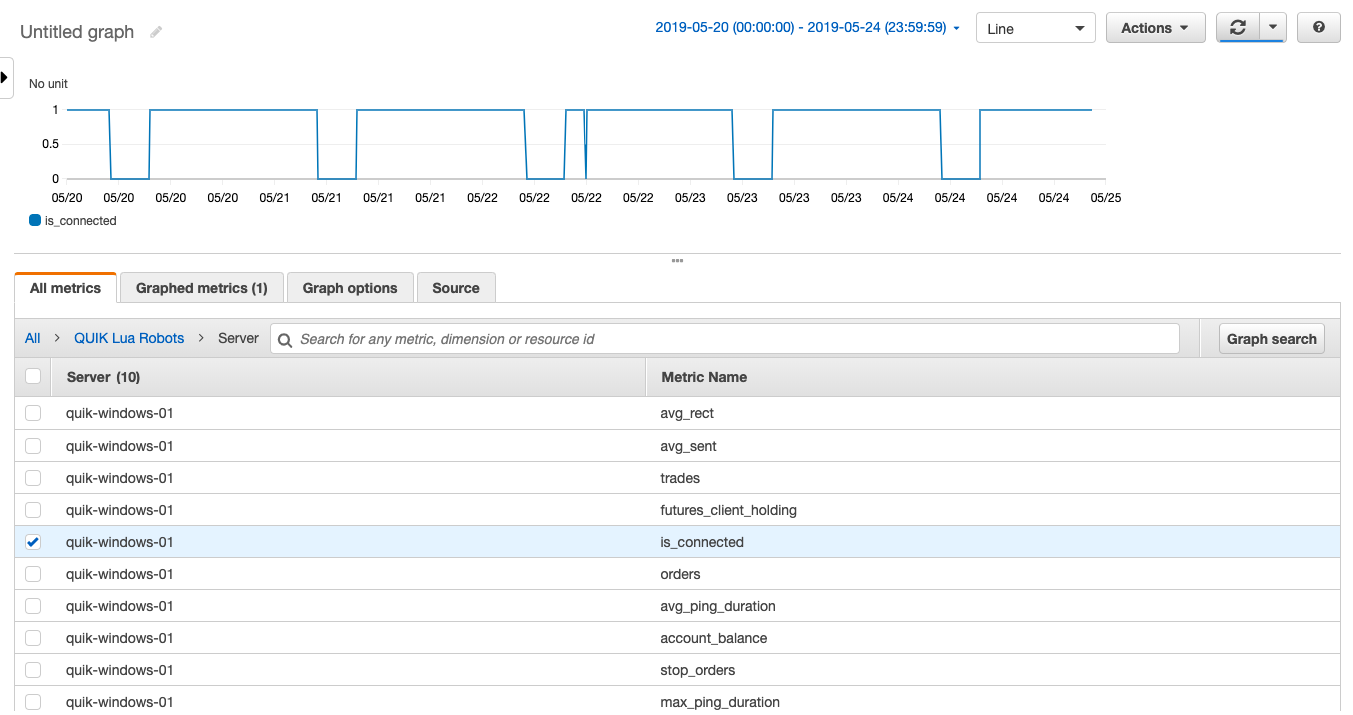 Untitled graph
2019-05-20 (00:00:00) - 2019-05-24 (23:59:59)
Line
Actions
?
No unit
1
0.5
0
05/20 05/20 05/20 05/20 05/21 05/21 05/21 05/21 05/22 05/22 05/22 05/22 05/23 05/23 05/23 05/23 05/24 05/24 05/24 05/24 05/25
is_connected
All metrics Graphed metrics (1) Graph options Source
All > QUIK Lua Robots > Server Search for any metric, dimension or resource id Graph search
Server (10) Metric Name
quik-windows-01 avg_rect
quik-windows-01 avg_sent
quik-windows-01 trades
quik-windows-01 futures_client_holding
quik-windows-01 is_connected
quik-windows-01 orders
quik-windows-01 avg_ping_duration
quik-windows-01 account_balance
quik-windows-01 stop_orders
quik-windows-01 max_ping_duration